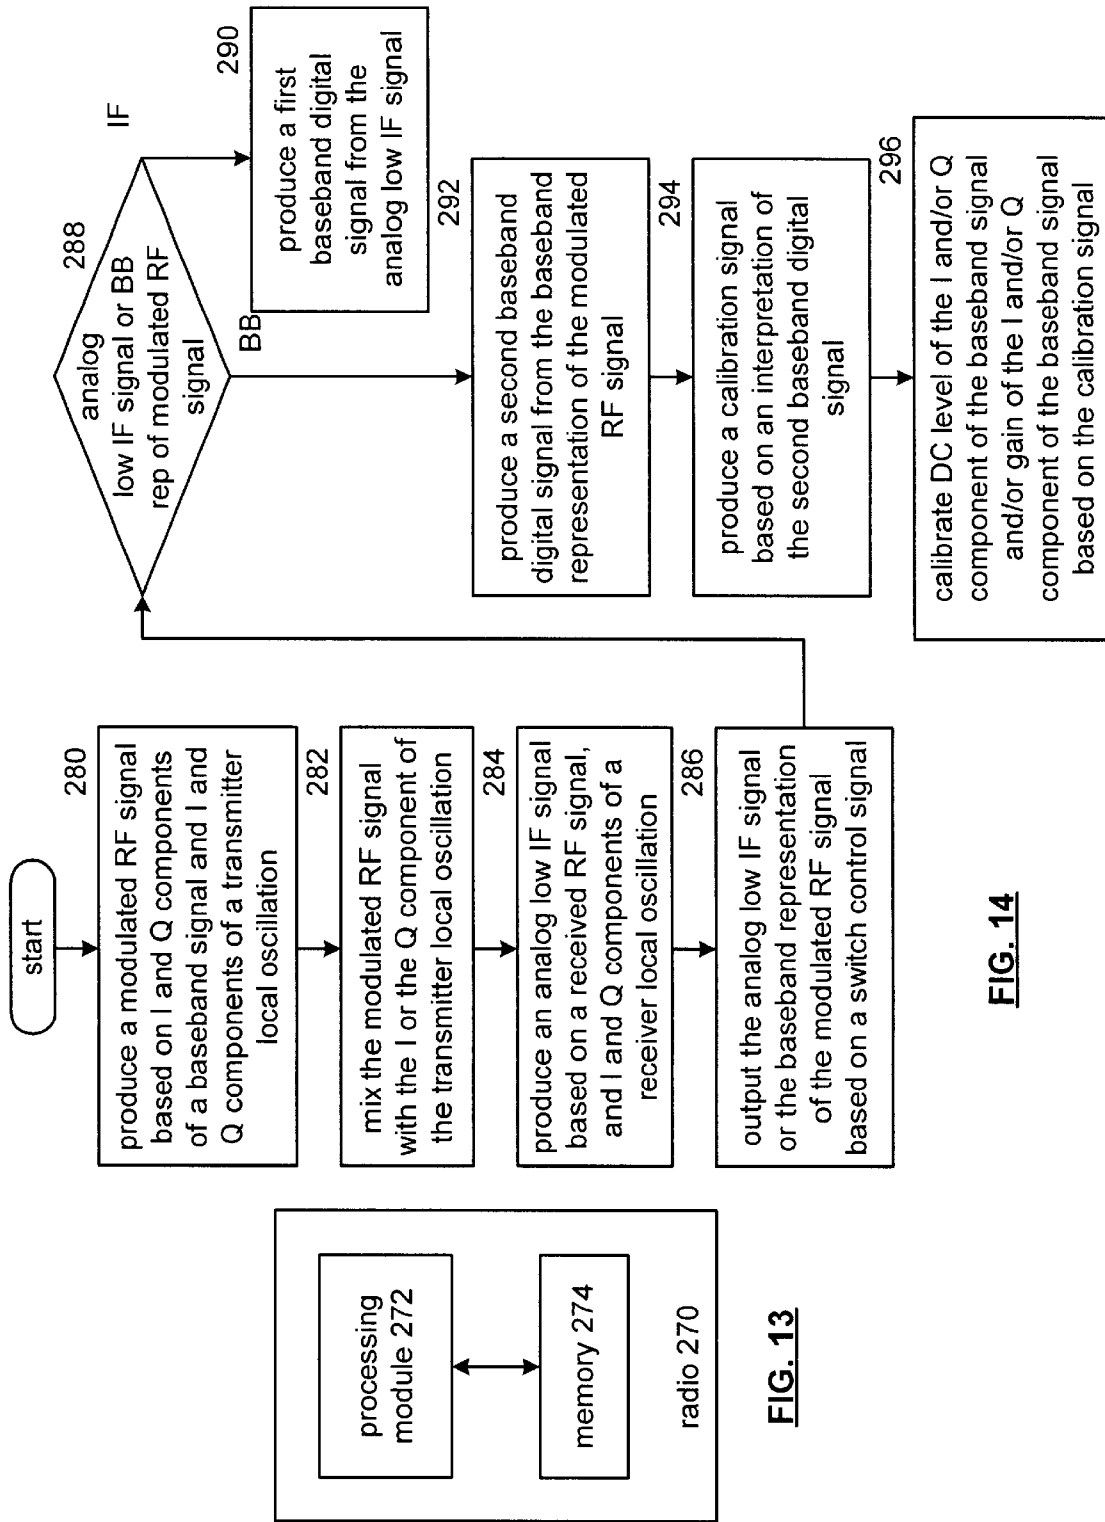 start
280
produce a modulated RF signal
based on I and Q components
of a baseband signal and I and
Q components of a transmitter
local oscillation
282
mix the modulated RF signal
with the I or the Q component of
the transmitter local oscillation
284
produce an analog low IF signal
based on a received RF signal,
and I and Q components of a
receiver local oscillation
286
output the analog low IF signal
or the baseband representation
of the modulated RF signal
based on a switch control signal
288
analog
low IF signal or BB
rep of modulated RF
signal
IF
BB
290
produce a first
baseband digital
signal from the
analog low IF signal
292
produce a second baseband
digital signal from the baseband
representation of the modulated
RF signal
294
produce a calibration signal
based on an interpretation of
the second baseband digital
signal
296
calibrate DC level of the I and/or Q
component of the baseband signal
and/or gain of the I and/or Q
component of the baseband signal
based on the calibration signal
FIG. 14
processing
module 272
memory 274
radio 270
FIG. 13